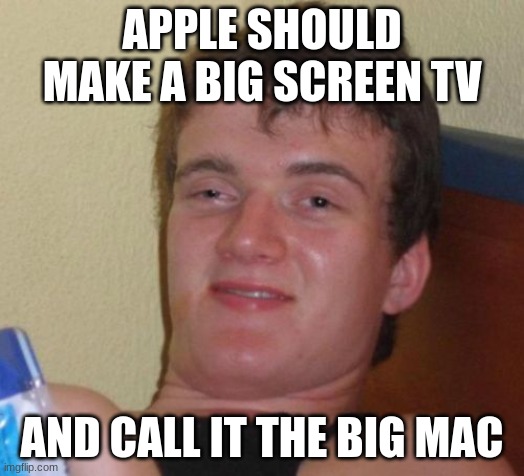 APPLE SHOULD
MAKE A BIG SCREEN TV
AND CALL IT THE BIG MAC
imgflip.com